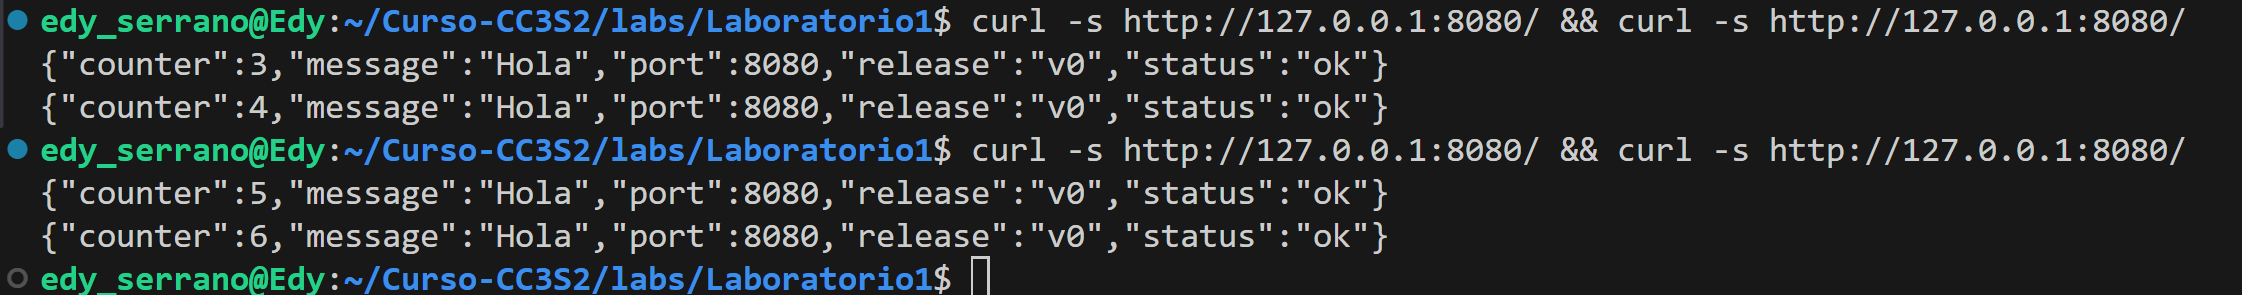 edy_serrano@Edy:~/Curso-CC3S2/labs/Laboratorio1$ curl -s http://127.0.0.1:8080/ && curl -s http://127.0.0.1:8080/
{"counter":3,"message":"Hola","port":8080,"release":"v0","status":"ok"}
{"counter":4,"message":"Hola","port":8080,"release":"v0","status":"ok"}
edy_serrano@Edy:~/Curso-CC3S2/labs/Laboratorio1$ curl -s http://127.0.0.1:8080/ && curl -s http://127.0.0.1:8080/
{"counter":5,"message":"Hola","port":8080,"release":"v0","status":"ok"}
{"counter":6,"message":"Hola","port":8080,"release":"v0","status":"ok"}
edy_serrano@Edy:~/Curso-CC3S2/labs/Laboratorio1$